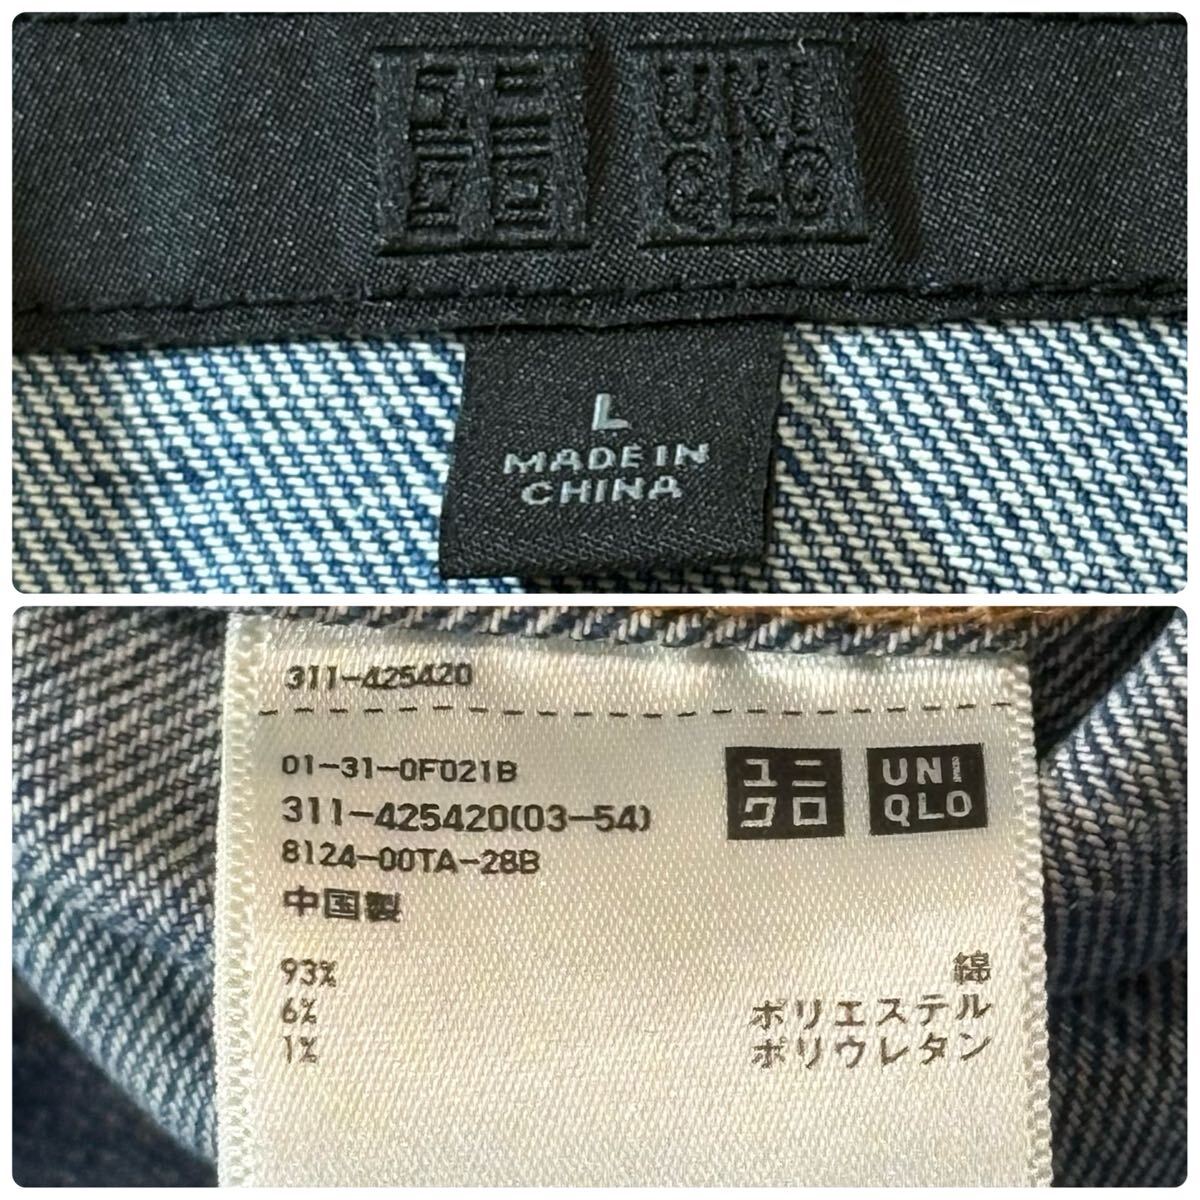 ユニ
クロ
UNI
QLO
L
MADE IN
CHINA
311-425420
01-31-0F021B
311-425420(03-54)
8124-00TA-28B
中国製
ユニ
クロ
UNI
QLO
93% 綿
6% ポリエステル
1% ポリウレタン